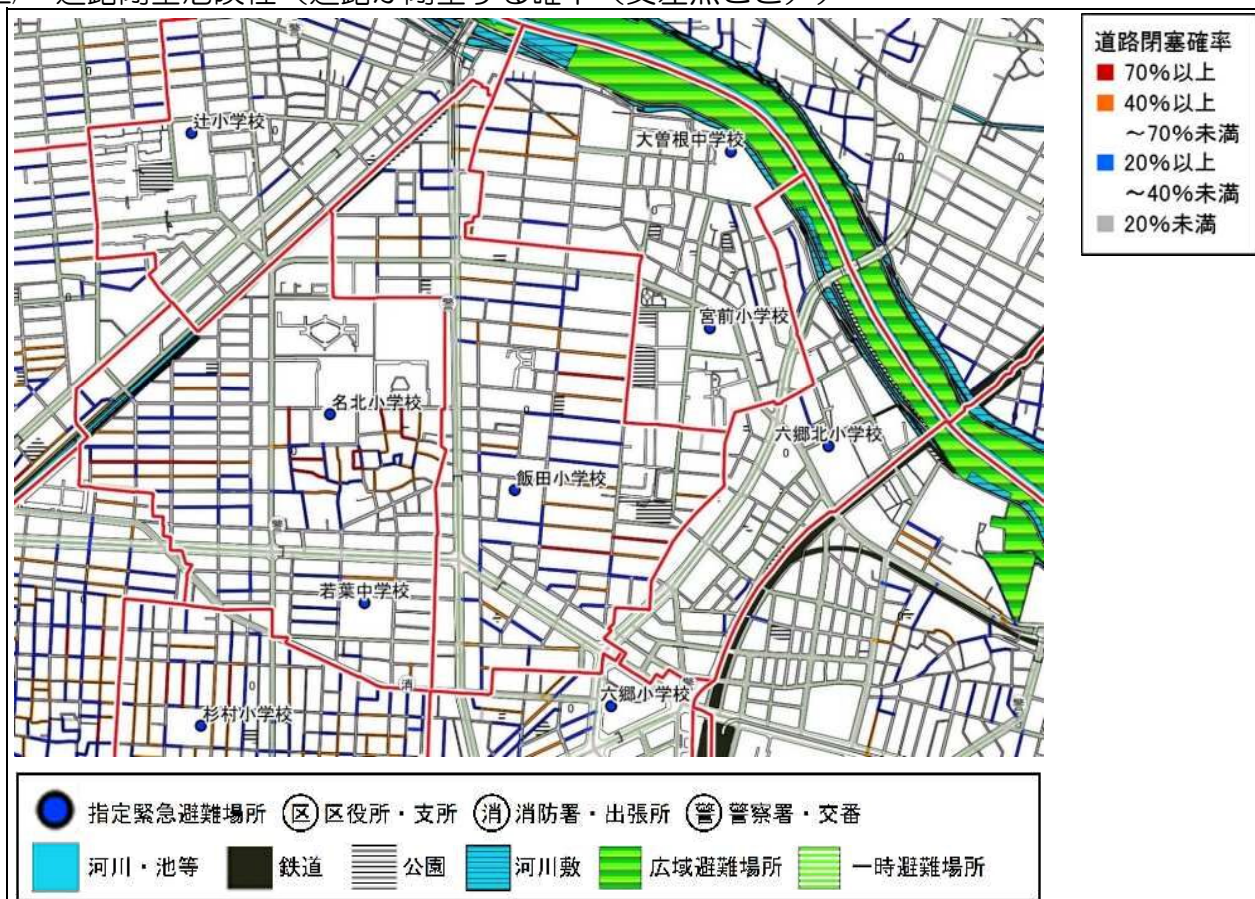 道路閉塞確率
70%以上
40%以上
～70%未満
20%以上
～40%未満
20%未満
辻小学校
大曽根中学校
宮前小学校
警
名北小学校
六郷北小学校
飯田小学校
若葉中学校
消
六郷小学校
杉村小学校
指定緊急避難場所 区 区役所・支所 消 消防署・出張所 警 警察署・交番
河川・池等 鉄道 公園 河川敷 広域避難場所 一時避難場所